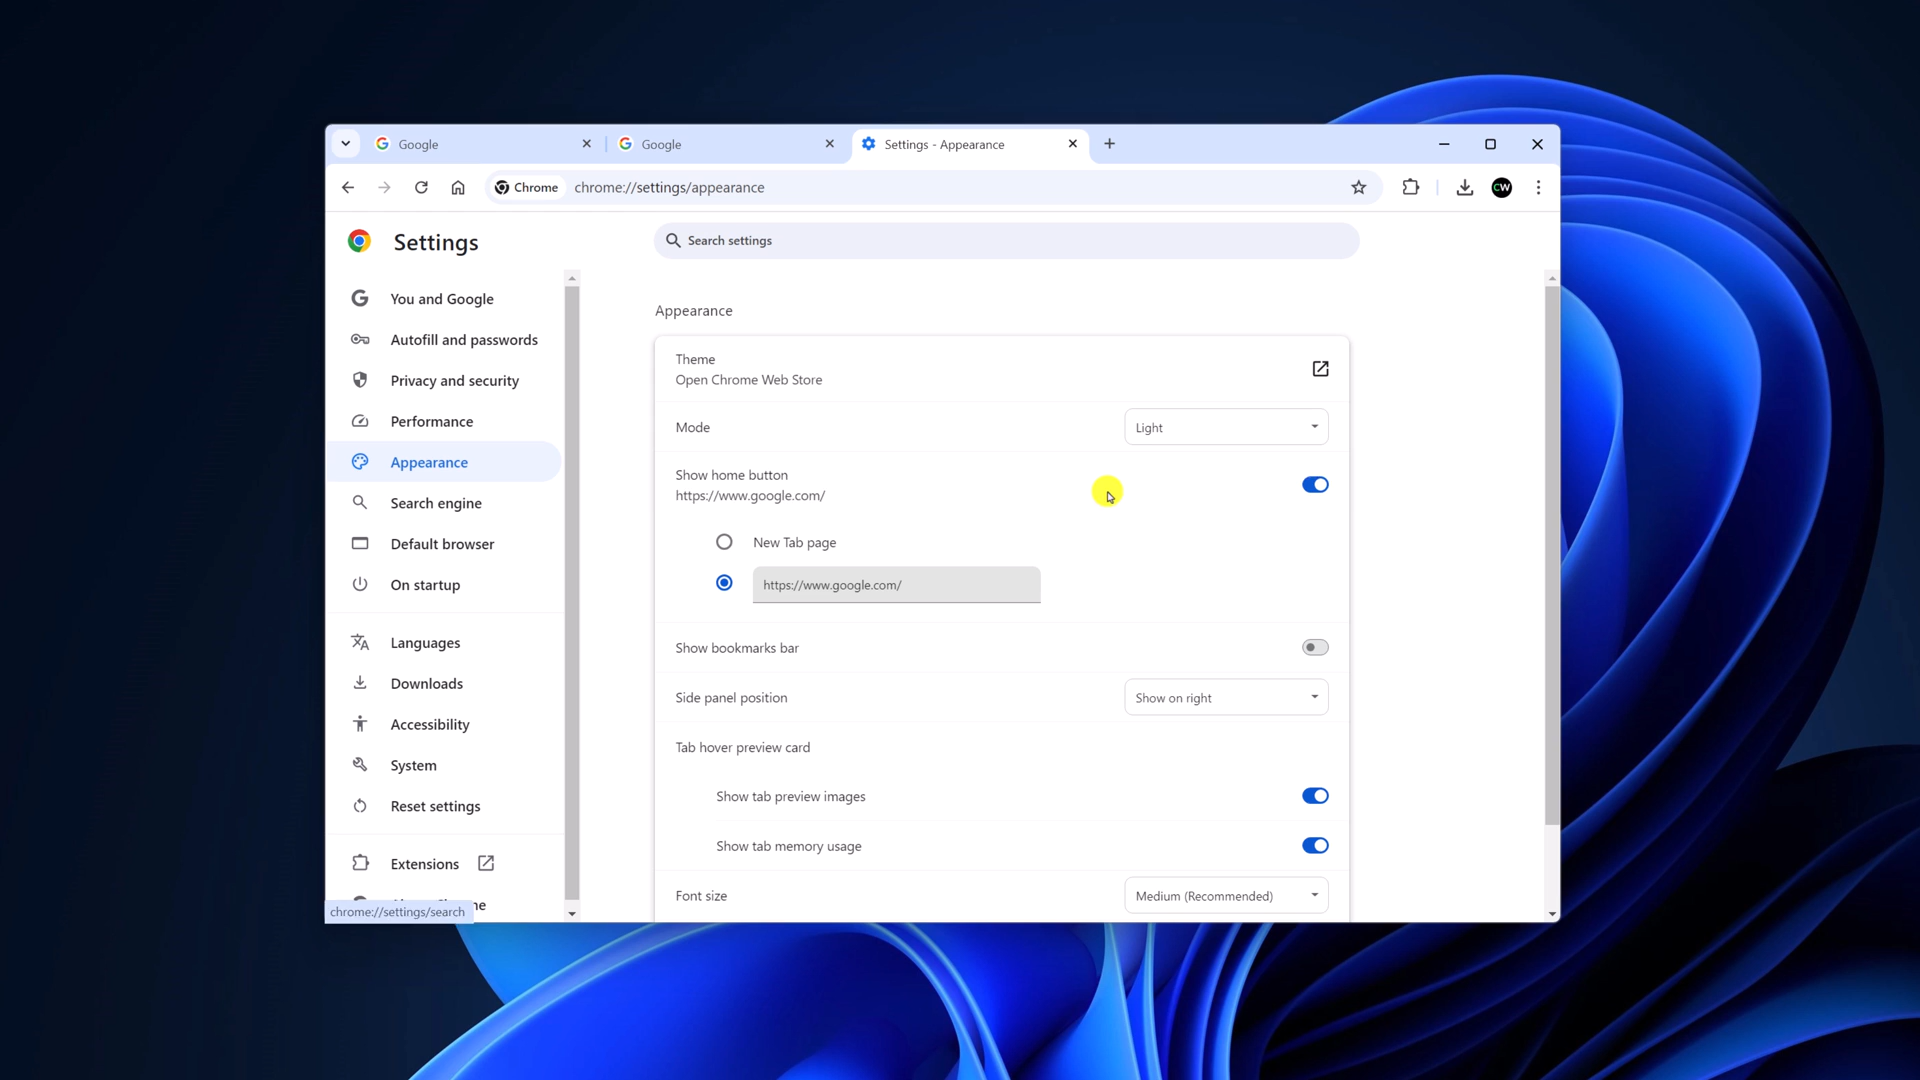 Google
Google
Settings - Appearance
Chrome
chrome://settings/appearance
CW
Settings
Search settings
You and Google
Autofill and passwords
Privacy and security
Performance
Appearance
Search engine
Default browser
On startup
Languages
Downloads
Accessibility
System
Reset settings
Extensions
chrome://settings/search
Appearance
Theme
Open Chrome Web Store
Mode
Light
Show home button
https://www.google.com/
New Tab page
https://www.google.com/
Show bookmarks bar
Side panel position
Show on right
Tab hover preview card
Show tab preview images
Show tab memory usage
Font size
Medium (Recommended)